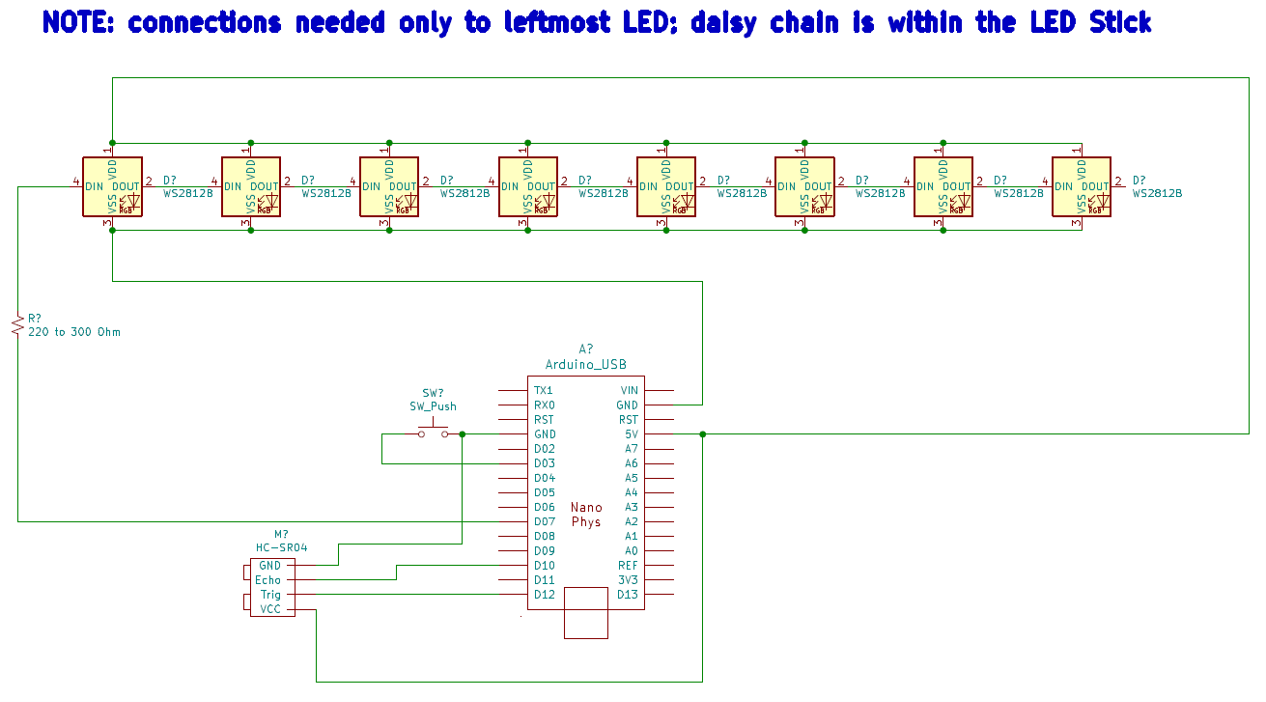 NOTE: connections needed only to leftmost LED; daisy chain is within the LED Stick
1 1 1 1 1 1 1 1
VDD VDD VDD VDD VDD VDD VDD VDD
4 DIN DOUT 2 D? 4 DIN DOUT 2 D? 4 DIN DOUT 2 D? 4 DIN DOUT 2 D? 4 DIN DOUT 2 D? 4 DIN DOUT 2 D? 4 DIN DOUT 2 D? 4 DIN DOUT 2 D?
WS2812B WS2812B WS2812B WS2812B WS2812B WS2812B WS2812B WS2812B
VSS RGB VSS RGB VSS RGB VSS RGB VSS RGB VSS RGB VSS RGB VSS RGB
3 3 3 3 3 3 3 3
R?
220 to 300 Ohm
A?
Arduino_USB
SW?
SW_Push
TX1 VIN
RX0 GND
RST RST
GND 5V
D02 A7
D03 A6
D04 A5
D05 A4
D06 Nano A3
D07 Phys A2
D08 A1
D09 A0
D10 REF
D11 3V3
D12 D13
M?
HC-SR04
GND
Echo
Trig
VCC